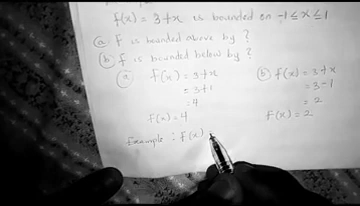 f(x) = 3+x is bounded on -1≤x≤1
(a) f is bounded above by ?
(b) f is bounded below by ?
(a) f(x) = 3+x
= 3+1
= 4
f(x) = 4
(b) f(x) = 3+x
= 3-1
= 2
f(x) = 2
Example : f(x)